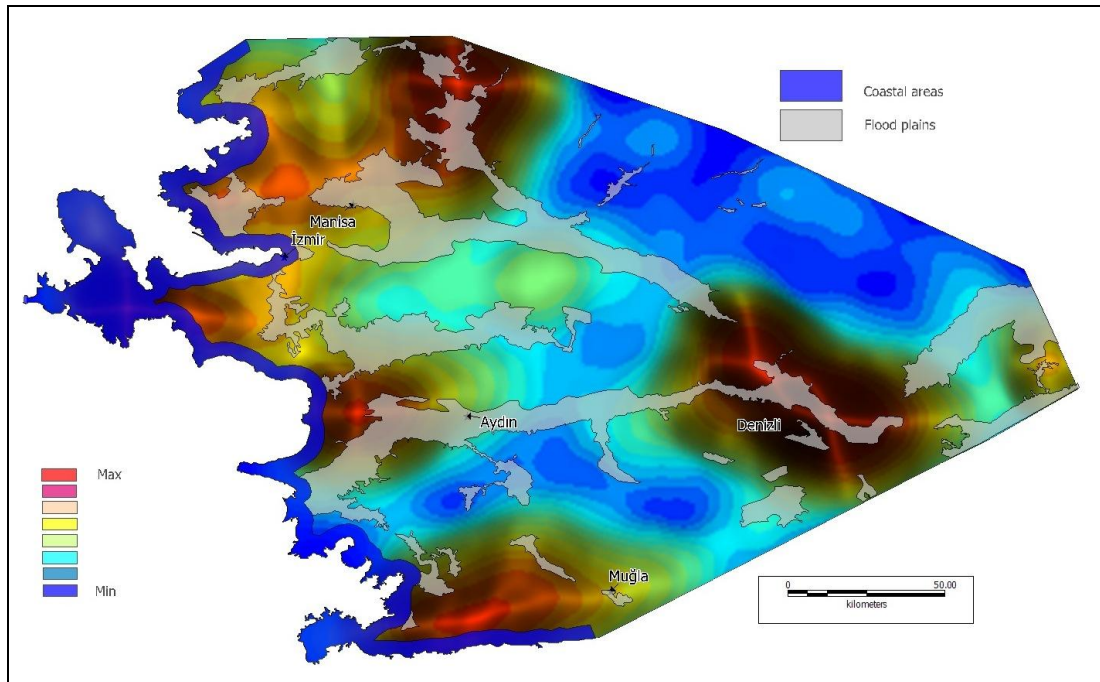 Coastal areas
Flood plains
Manisa
İzmir
Aydın
Denizli
Max
Min
Muğla
0 50.00
kilometers